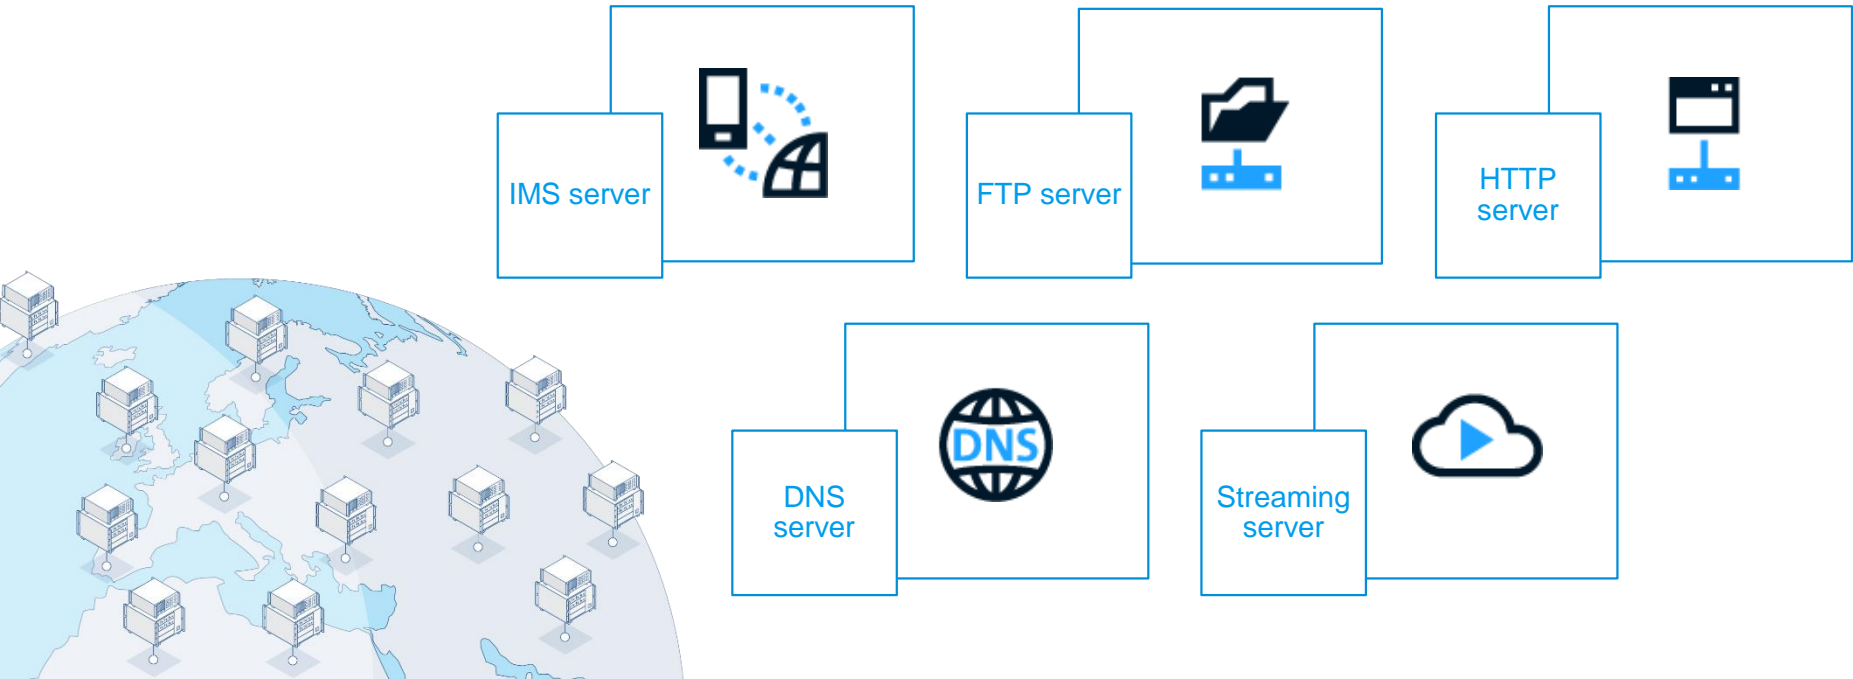 IMS server
FTP server
HTTP
server
DNS
DNS
server
Streaming
server